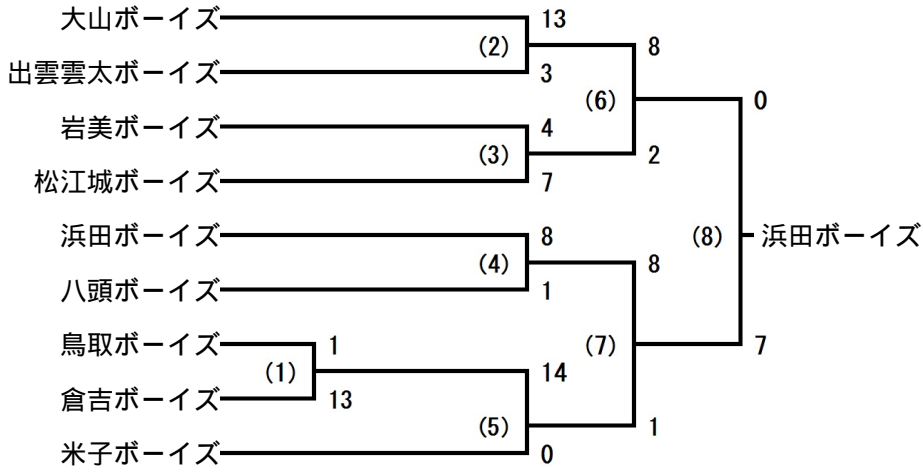 大山ボーイズ 13
(2) 8
出雲雲太ボーイズ 3
(6) 0
岩美ボーイズ 4
(3) 2
松江城ボーイズ 7
浜田ボーイズ 8
(8) 浜田ボーイズ
(4) 8
八頭ボーイズ 1
鳥取ボーイズ 1
(7) 7
(1) 14
倉吉ボーイズ 13
(5) 1
米子ボーイズ 0